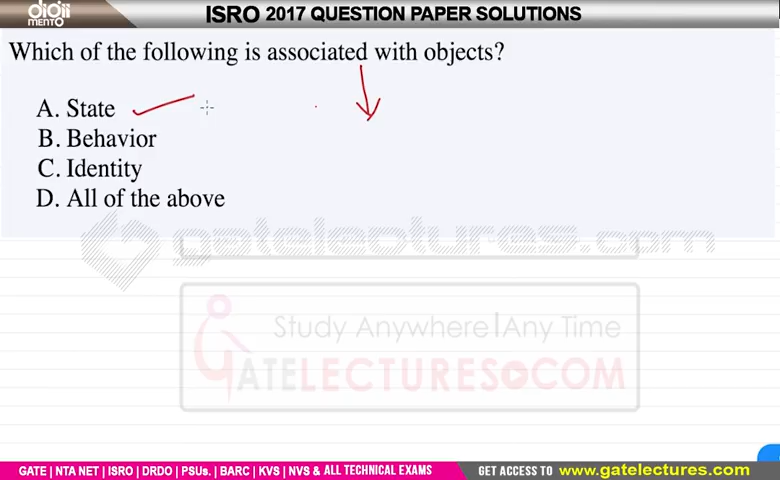 digii
MENTO
ISRO 2017 QUESTION PAPER SOLUTIONS
Which of the following is associated with objects?
A. State
B. Behavior
C. Identity
D. All of the above
gatelectures.com
Study Anywhere|Any Time
GATELECTURES.COM
GATE | NTA NET | ISRO | DRDO | PSUs. | BARC | KVS | NVS & ALL TECHNICAL EXAMS GET ACCESS TO www.gatelectures.com